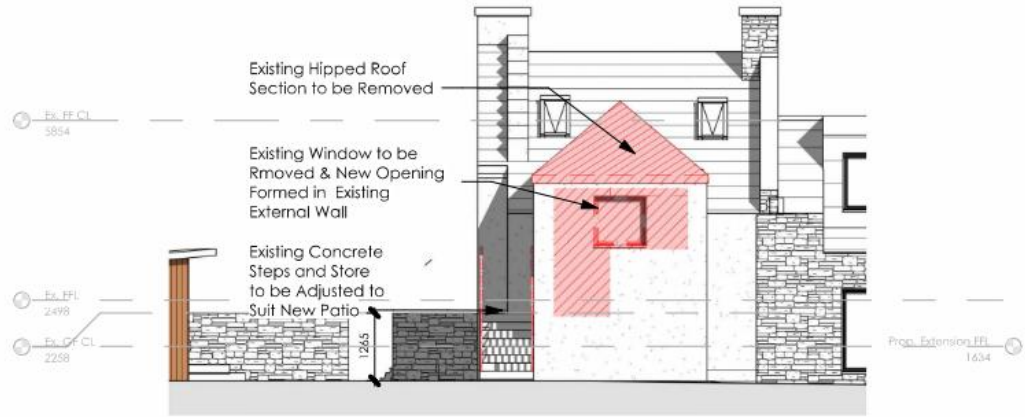 Existing Hipped Roof
Section to be Removed
Ex. FF CL
5854
Existing Window to be
Rmoved & New Opening
Formed in Existing
External Wall
Existing Concrete
Steps and Store
to be Adjusted to
Suit New Patio
Ex. FFL
2498
Ex. GF CL
2258
1265
Prop. Extension FFL
1634